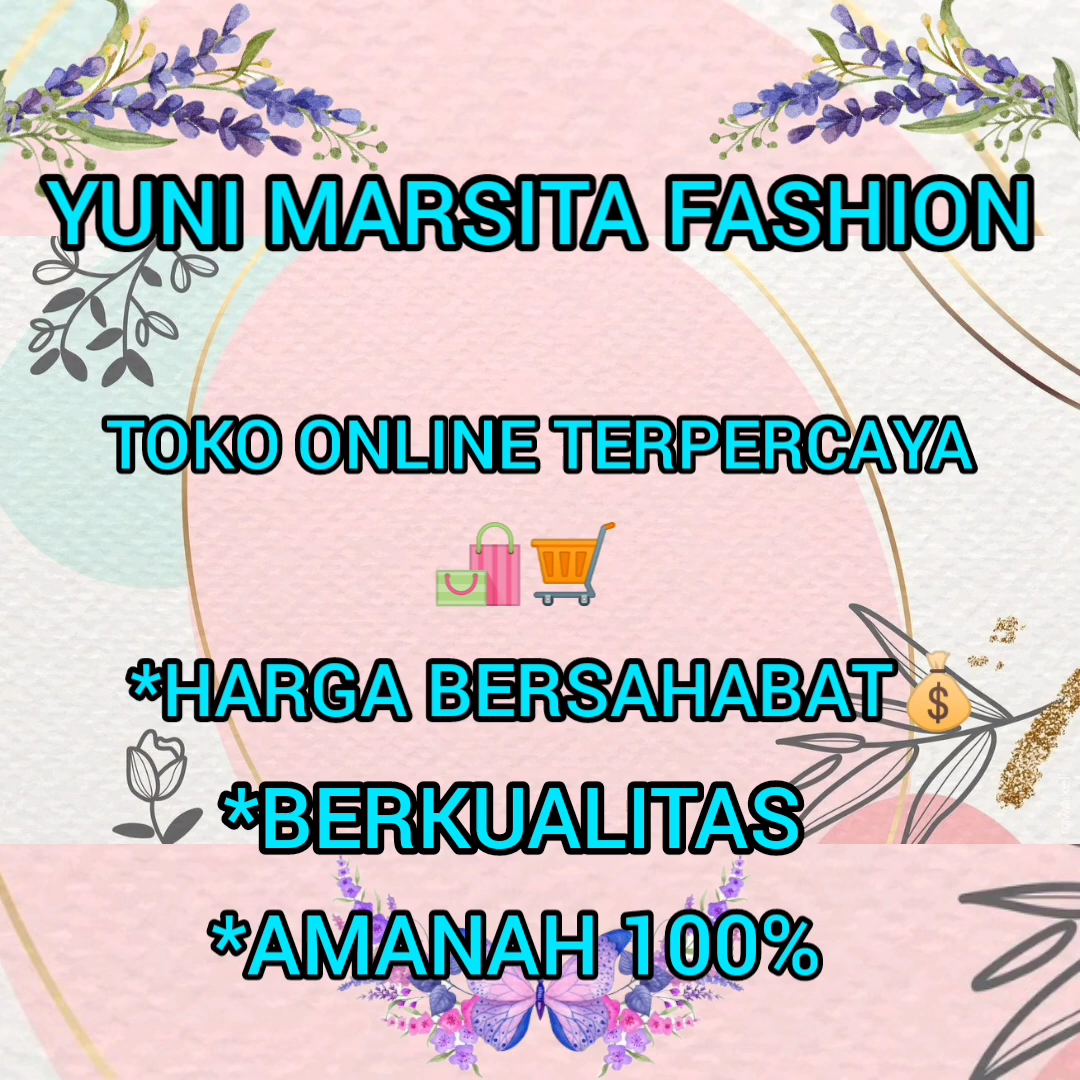 YUNI MARSITA FASHION
TOKO ONLINE TERPERCAYA
*HARGA BERSAHABAT
*BERKUALITAS
*AMANAH 100%